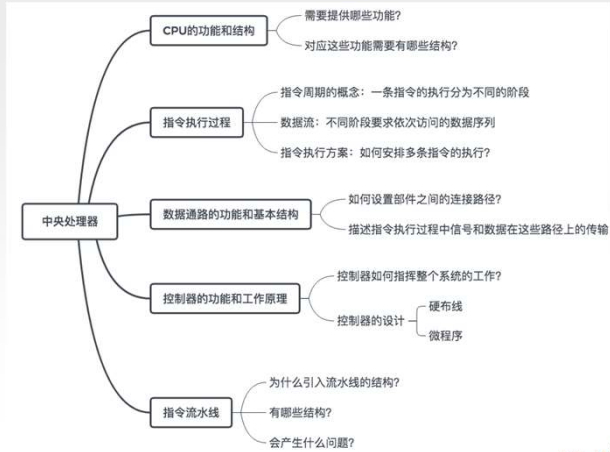 CPU的功能和结构
需要提供哪些功能?
对应这些功能需要有哪些结构?
指令执行过程
指令周期的概念：一条指令的执行分为不同的阶段
数据流：不同阶段要求依次访问的数据序列
指令执行方案：如何安排多条指令的执行?
中央处理器
数据通路的功能和基本结构
如何设置部件之间的连接路径?
描述指令执行过程中信号和数据在这些路径上的传输
控制器的功能和工作原理
控制器如何指挥整个系统的工作?
控制器的设计
硬布线
微程序
指令流水线
为什么引入流水线的结构?
有哪些结构?
会产生什么问题?